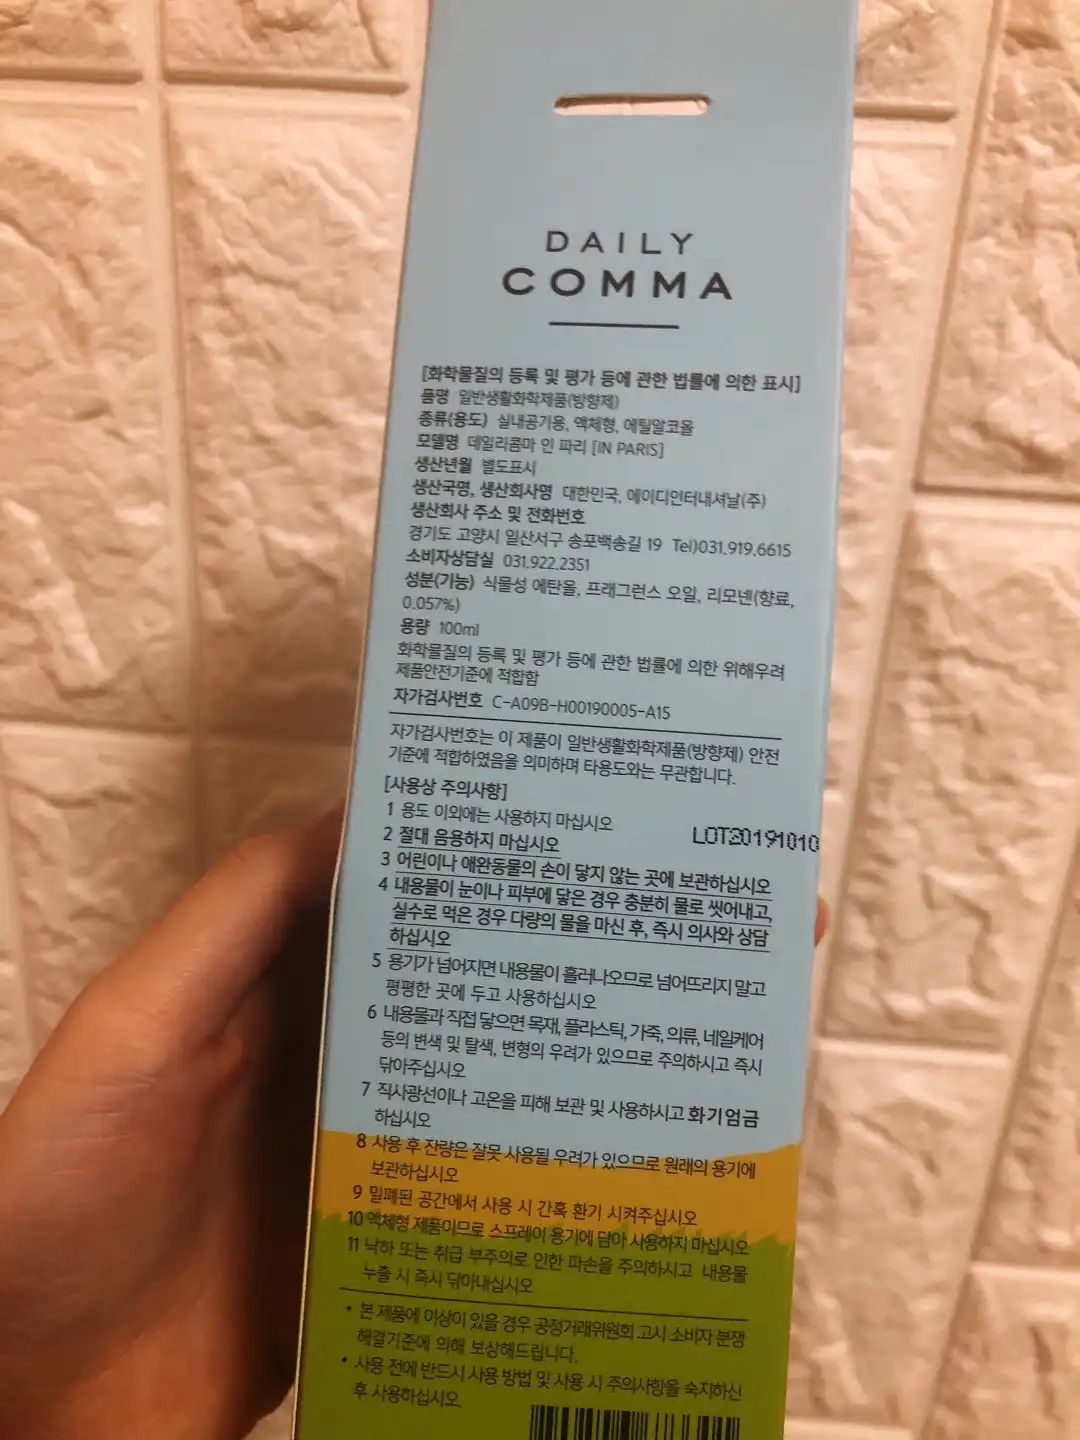 DAILY
COMMA
[화학물질의 등록 및 평가 등에 관한 법률에 의한 표시]
품명 일반생활화학제품(방향제)
종류(용도) 실내공기용, 액체형, 에틸알코올
모델명 데일리콤마 인 파리 [IN PARIS]
생산년월 별도표시
생산국명, 생산회사명 대한민국, 에이디인터내셔날(주)
생산회사 주소 및 전화번호
경기도 고양시 일산서구 송포백송길 19 Tel)031.919.6615
소비자상담실 031.922.2351
성분(기능) 식물성 에탄올, 프래그런스 오일, 리모넨(향료,
0.057%)
용량 100ml
화학물질의 등록 및 평가 등에 관한 법률에 의한 위해우려
제품안전기준에 적합함
자가검사번호 C-A09B-H00190005-A15
자가검사번호는 이 제품이 일반생활화학제품(방향제) 안전
기준에 적합하였음을 의미하며 타용도와는 무관합니다.
[사용상 주의사항]
1 용도 이외에는 사용하지 마십시오
LOT20191010
2 절대 음용하지 마십시오
3 어린이나 애완동물의 손이 닿지 않는 곳에 보관하십시오
4 내용물이 눈이나 피부에 닿은 경우 충분히 물로 씻어내고,
실수로 먹은 경우 다량의 물을 마신 후, 즉시 의사와 상담
하십시오
5 용기가 넘어지면 내용물이 흘러나오므로 넘어뜨리지 말고
평평한 곳에 두고 사용하십시오
6 내용물과 직접 닿으면 목재, 플라스틱, 가죽, 의류, 네일케어
등의 변색 및 탈색, 변형의 우려가 있으므로 주의하시고 즉시
닦아주십시오
7 직사광선이나 고온을 피해 보관 및 사용하시고 화기엄금
하십시오
8 사용 후 잔량은 잘못 사용될 우려가 있으므로 원래의 용기에
보관하십시오
9 밀폐된 공간에서 사용 시 간혹 환기 시켜주십시오
10 액체형 제품이므로 스프레이 용기에 담아 사용하지 마십시오
11 낙하 또는 취급 부주의로 인한 파손을 주의하시고 내용물
누출 시 즉시 닦아내십시오
• 본 제품에 이상이 있을 경우 공정거래위원회 고시 소비자 분쟁
해결기준에 의해 보상해드립니다.
• 사용 전에 반드시 사용 방법 및 사용 시 주의사항을 숙지하신
후 사용하십시오.